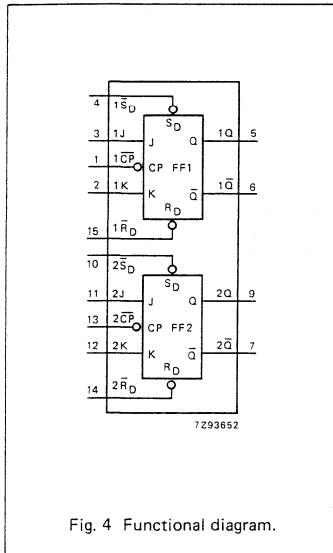 4 1S̅D
SD
3 1J J Q 1Q 5
1 1C̅P̅ CP FF1
2 1K K Q̅ 1Q̅ 6
RD
15 1R̅D
10 2S̅D
SD
11 2J J Q 2Q 9
13 2C̅P̅ CP FF2
12 2K K Q̅ 2Q̅ 7
RD
14 2R̅D
7Z93652
Fig. 4 Functional diagram.